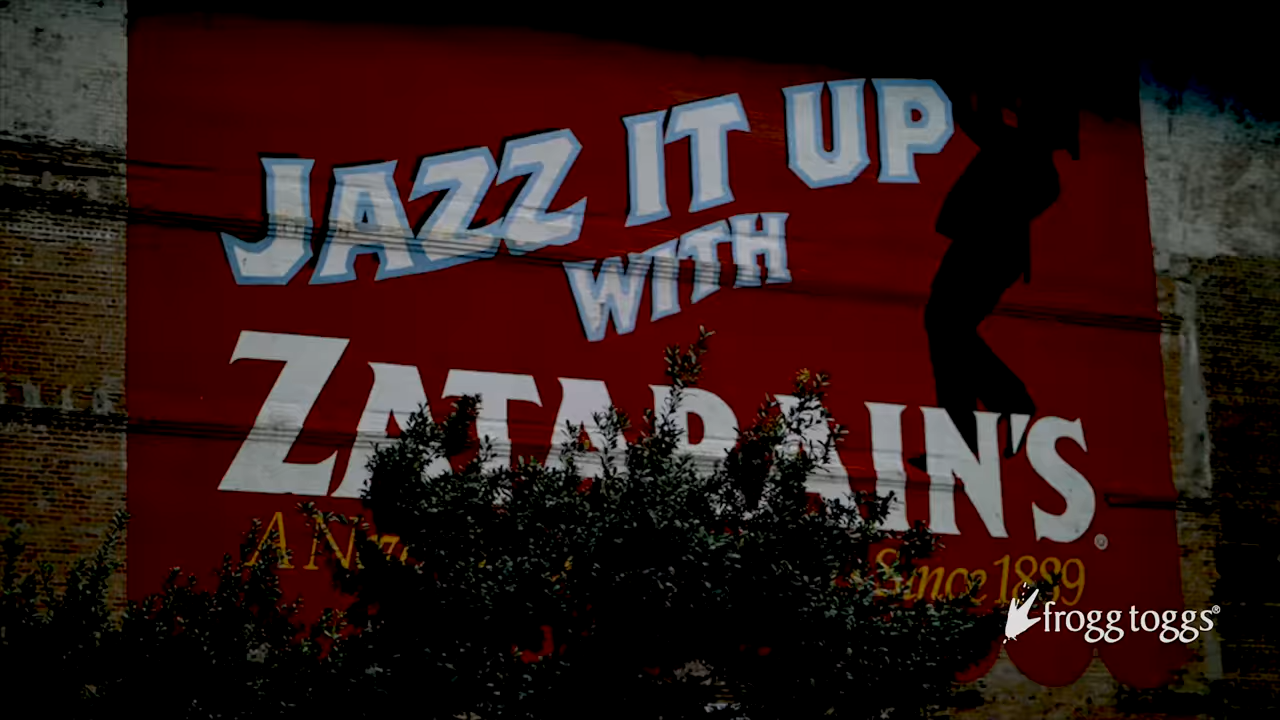 JAZZ IT UP
WITH
ZATARAIN'S®
A
Since 1889
frogg toggs®